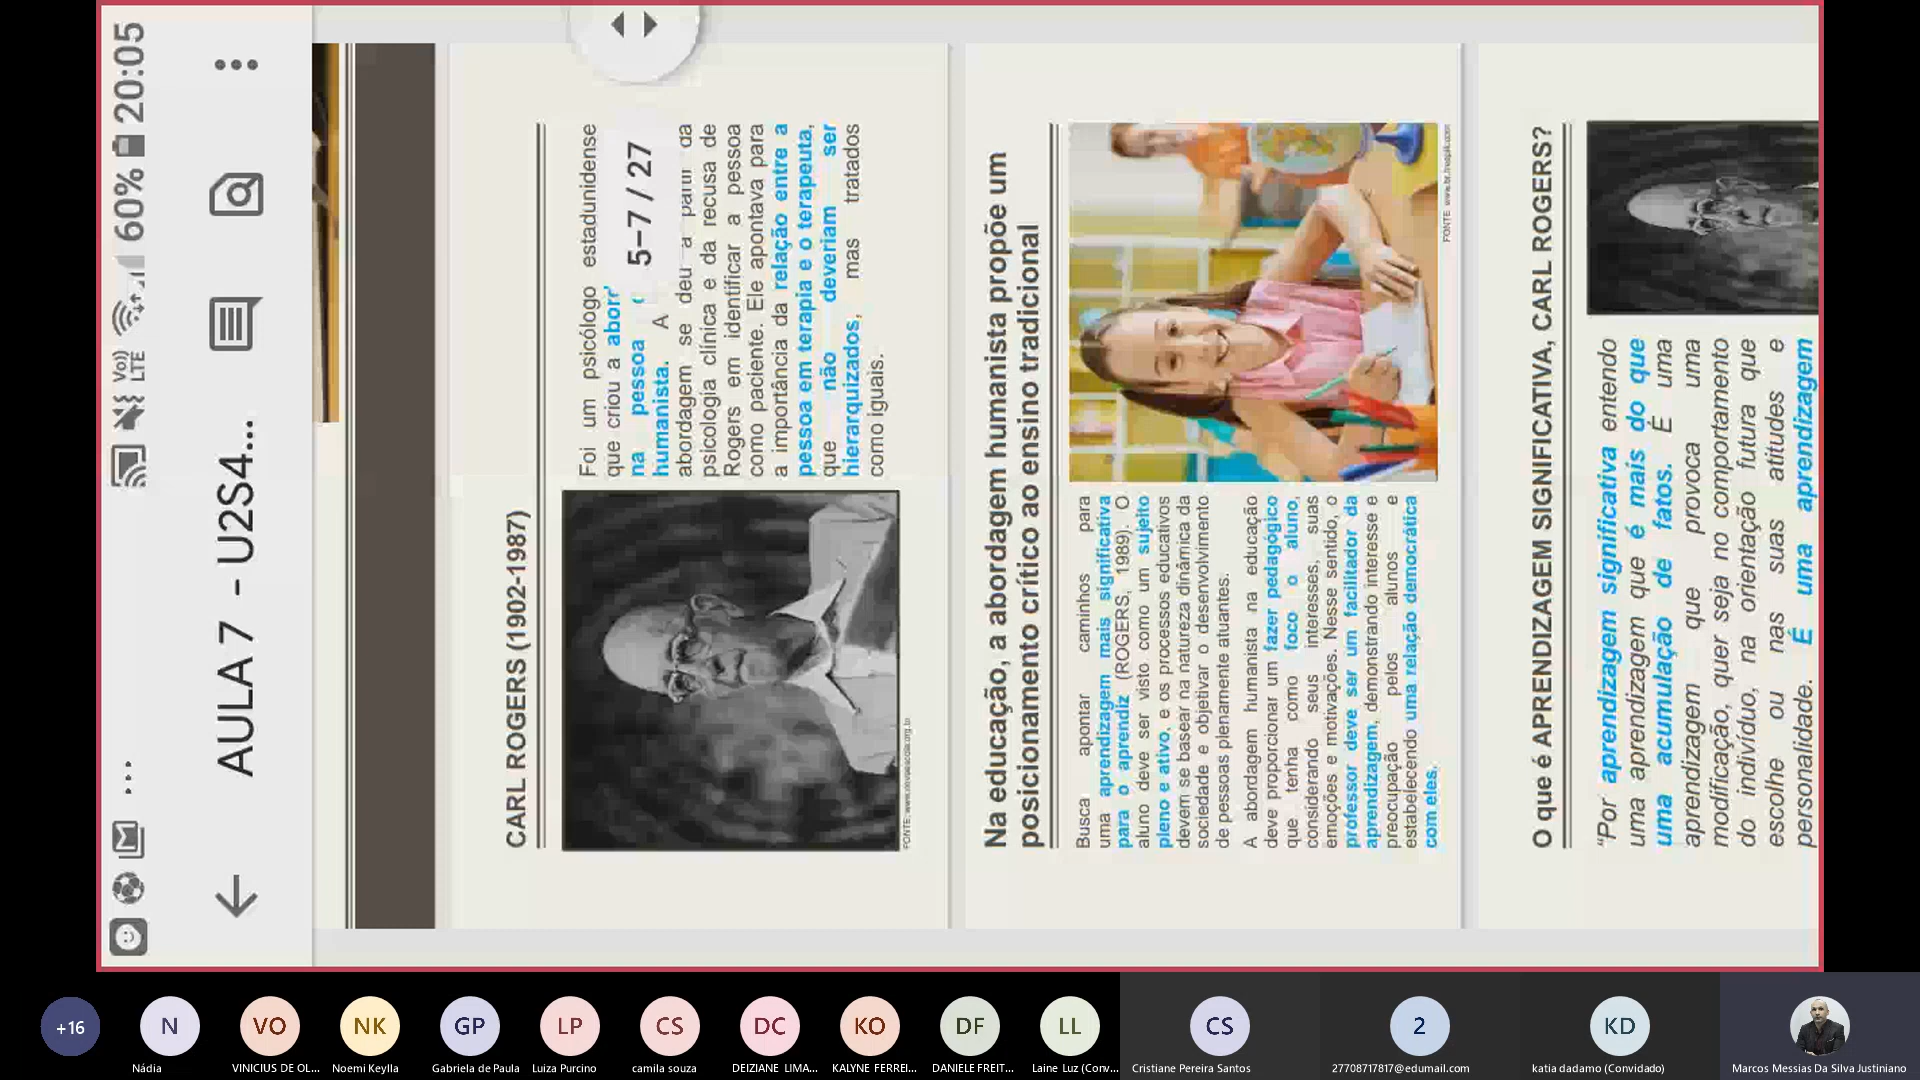 20:05
60%
Vo))
LTE
AULA 7 - U2S4...
5-7 / 27
CARL ROGERS (1902-1987)
Foi um psicólogo estadunidense
que criou a
na pessoa
humanista. A
abordagem se deu a partir da
psicologia clínica e da recusa de
Rogers em identificar a pessoa
como paciente. Ele apontava para
a importância da relação entre a
pessoa em terapia e o terapeuta,
que não deveriam ser
hierarquizados, mas tratados
como iguais.
FONTE: www.novaescola.org.br
Na educação, a abordagem humanista propõe um
posicionamento crítico ao ensino tradicional
Busca apontar caminhos para
uma aprendizagem mais significativa
para o aprendiz (ROGERS, 1989). O
aluno deve ser visto como um sujeito
pleno e ativo, e os processos educativos
devem se basear na natureza dinâmica da
sociedade e objetivar o desenvolvimento
de pessoas plenamente atuantes.
A abordagem humanista na educação
deve proporcionar um fazer pedagógico
que tenha como foco o aluno,
considerando seus interesses, suas
emoções e motivações. Nesse sentido, o
professor deve ser um facilitador da
aprendizagem, demonstrando interesse e
preocupação pelos alunos e
estabelecendo uma relação democrática
com eles.
O que é APRENDIZAGEM SIGNIFICATIVA, CARL ROGERS?
“Por aprendizagem significativa entendo
uma aprendizagem que é mais do que
uma acumulação de fatos. É uma
aprendizagem que provoca uma
modificação, quer seja no comportamento
do indivíduo, na orientação futura que
escolhe ou nas suas atitudes e
personalidade. É uma aprendizagem
+16
N
VO
NK
GP
LP
CS
DC
KO
DF
LL
CS
2
KD
Nádia
VINICIUS DE OL...
Noemi Keylla
Gabriela de Paula
Luiza Purcino
camila souza
DEIZIANE LIMA...
KALYNE FERREI...
DANIELE FREIT...
Laine Luz (Conv...
Cristiane Pereira Santos
27708717817@edumail.com
katia dadamo (Convidado)
Marcos Messias Da Silva Justiniano